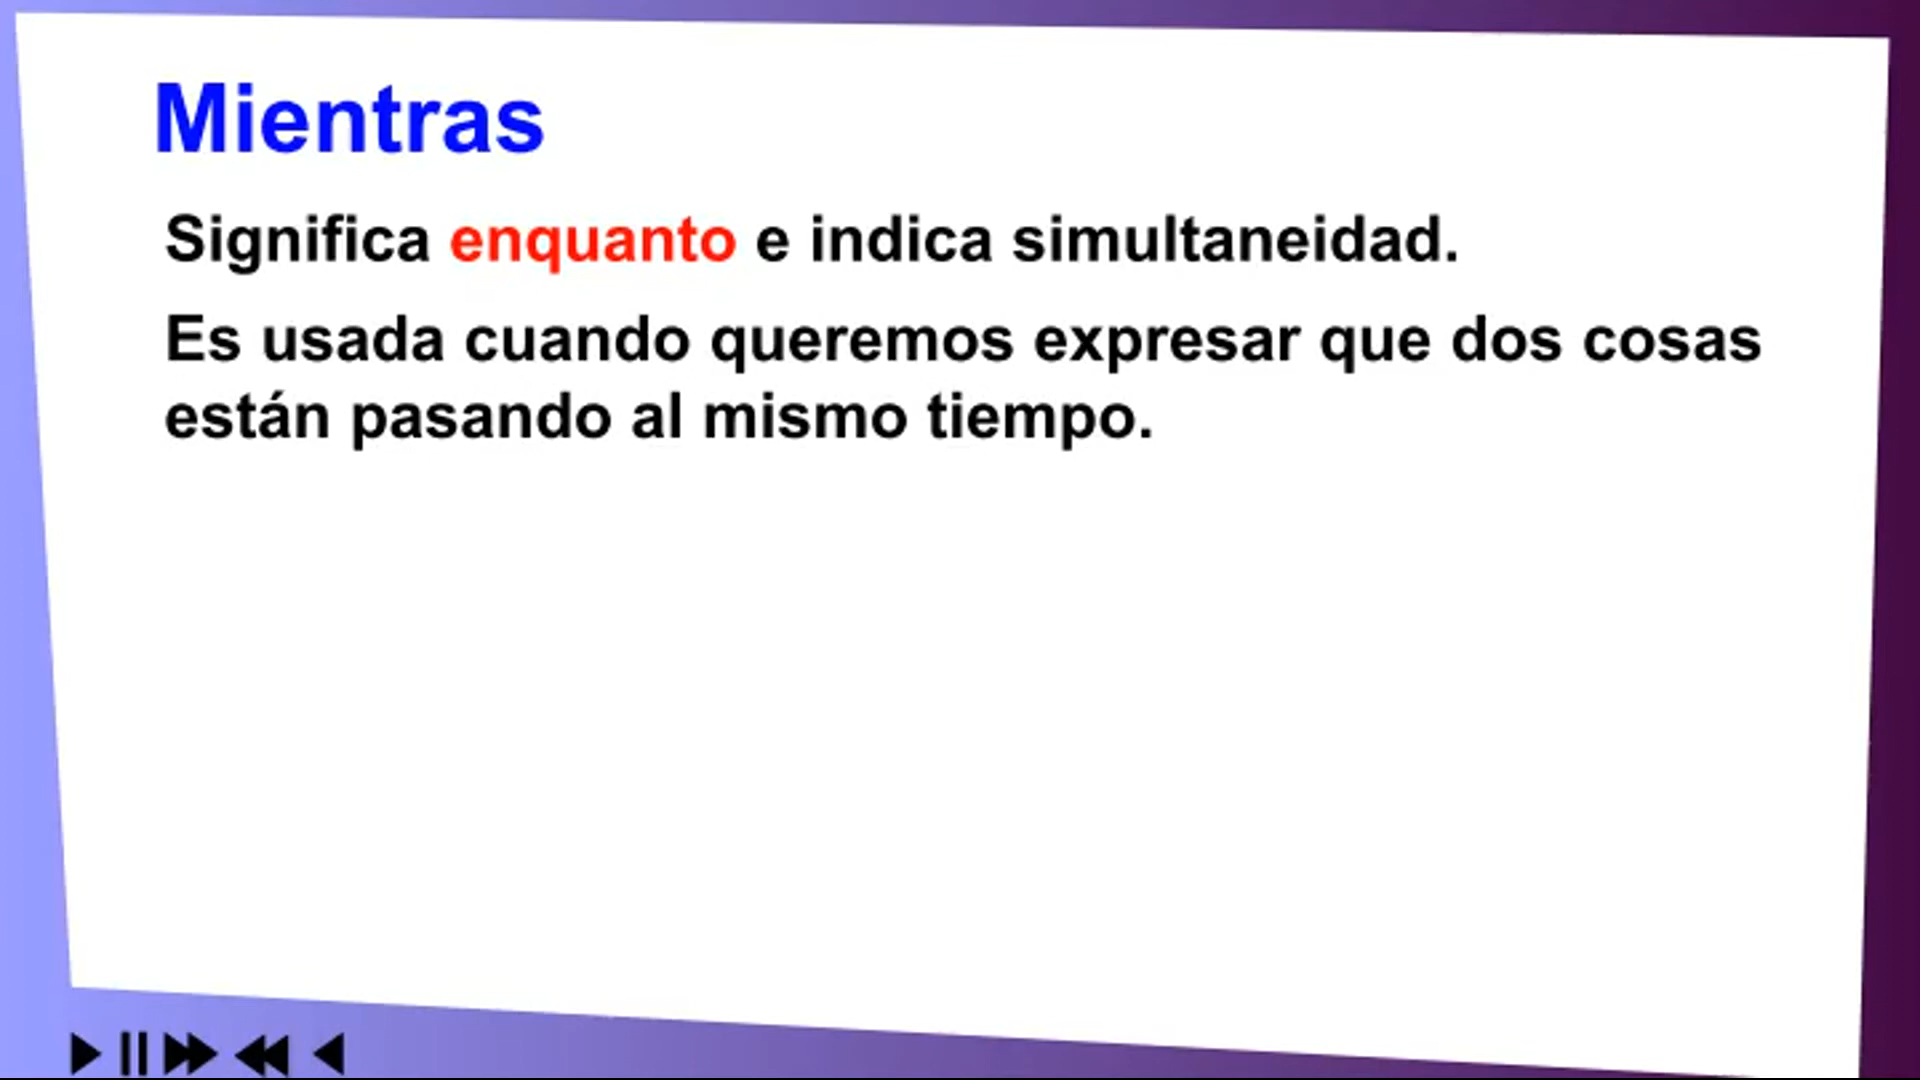 Mientras
Significa enquanto e indica simultaneidad.
Es usada cuando queremos expresar que dos cosas
están pasando al mismo tiempo.